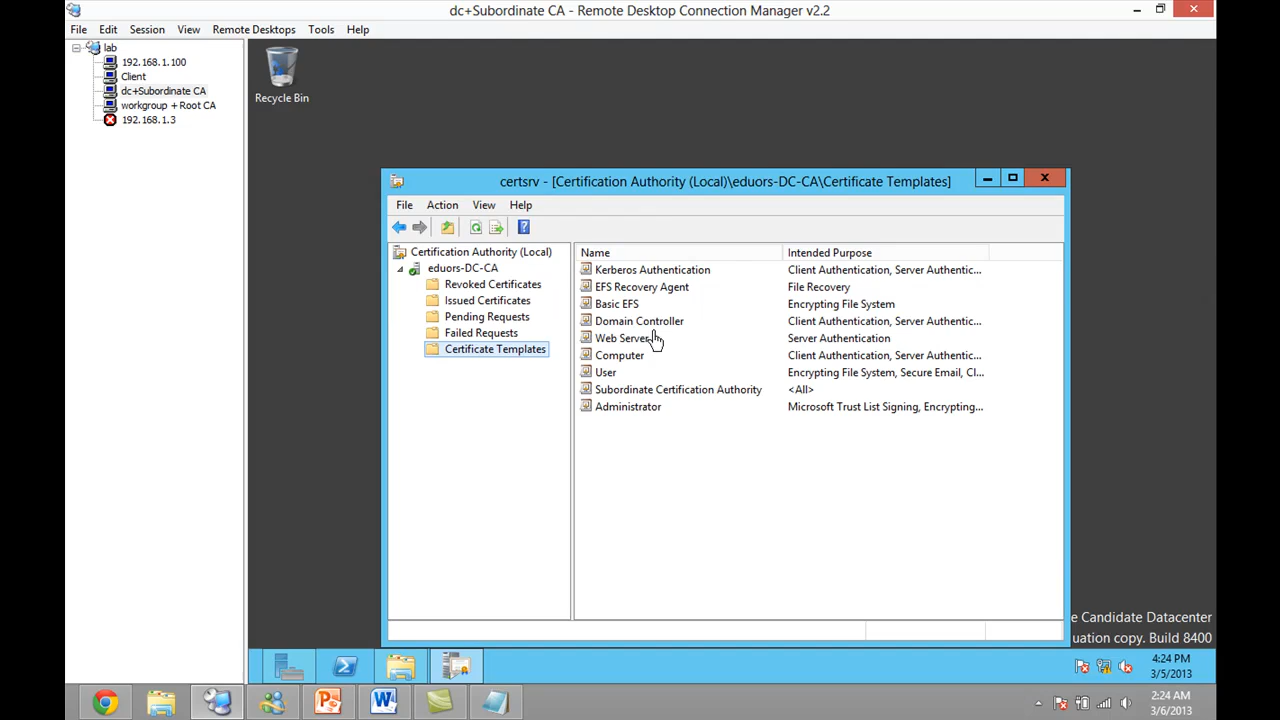 dc+Subordinate CA - Remote Desktop Connection Manager v2.2
File Edit Session View Remote Desktops Tools Help
lab
192.168.1.100
Client
dc+Subordinate CA
workgroup + Root CA
192.168.1.3
Recycle Bin
certsrv - [Certification Authority (Local)\eduors-DC-CA\Certificate Templates]
File Action View Help
Certification Authority (Local)
eduors-DC-CA
Revoked Certificates
Issued Certificates
Pending Requests
Failed Requests
Certificate Templates
Name Intended Purpose
Kerberos Authentication Client Authentication, Server Authentic...
EFS Recovery Agent File Recovery
Basic EFS Encrypting File System
Domain Controller Client Authentication, Server Authentic...
Web Server Server Authentication
Computer Client Authentication, Server Authentic...
User Encrypting File System, Secure Email, Cl...
Subordinate Certification Authority <All>
Administrator Microsoft Trust List Signing, Encrypting...
e Candidate Datacenter
uation copy. Build 8400
4:24 PM
3/5/2013
2:24 AM
3/6/2013